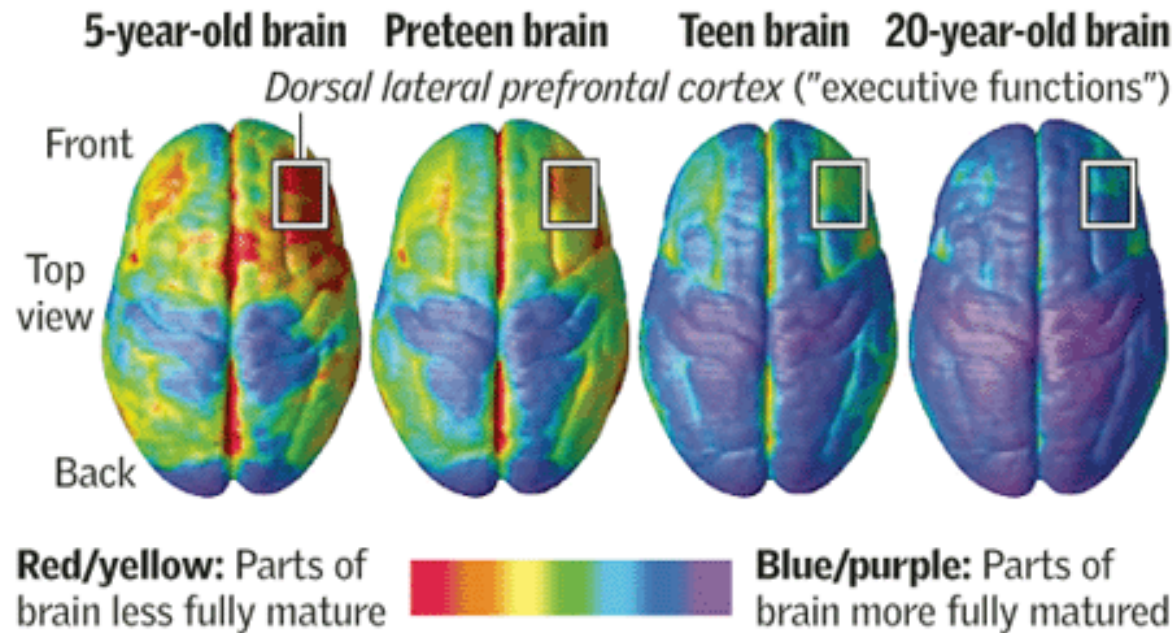 5-year-old brain Preteen brain Teen brain 20-year-old brain
Dorsal lateral prefrontal cortex ("executive functions")
Front
Top
view
Back
Red/yellow: Parts of
brain less fully mature
Blue/purple: Parts of
brain more fully matured